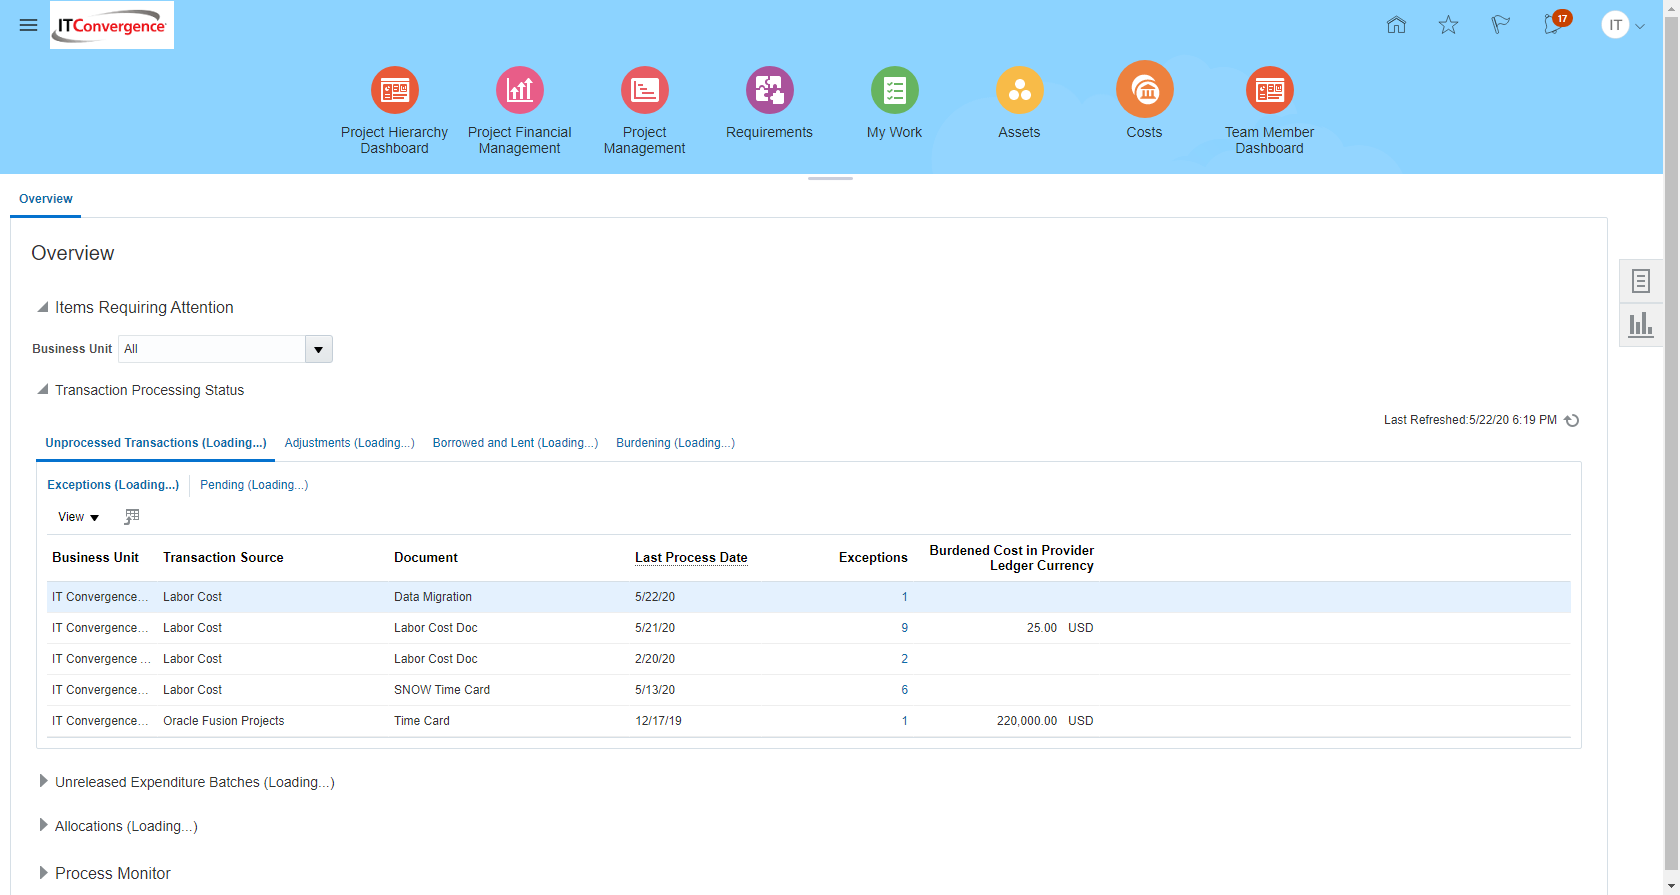 ITConvergence
17
IT
Project Hierarchy
Dashboard
Project Financial
Management
Project
Management
Requirements
My Work
Assets
Costs
Team Member
Dashboard
Overview
Overview
Items Requiring Attention
Business Unit All
Transaction Processing Status
Last Refreshed:5/22/20 6:19 PM
Unprocessed Transactions (Loading...) Adjustments (Loading...) Borrowed and Lent (Loading...) Burdening (Loading...)
Exceptions (Loading...) Pending (Loading...)
View
Business Unit Transaction Source Document Last Process Date Exceptions Burdened Cost in Provider
Ledger Currency
IT Convergence... Labor Cost Data Migration 5/22/20 1
IT Convergence... Labor Cost Labor Cost Doc 5/21/20 9 25.00 USD
IT Convergence ... Labor Cost Labor Cost Doc 2/20/20 2
IT Convergence... Labor Cost SNOW Time Card 5/13/20 6
IT Convergence... Oracle Fusion Projects Time Card 12/17/19 1 220,000.00 USD
Unreleased Expenditure Batches (Loading...)
Allocations (Loading...)
Process Monitor